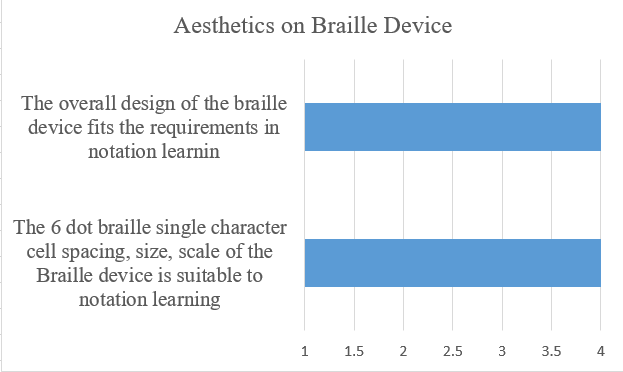 Aesthetics on Braille Device
The overall design of the braille
device fits the requirements in
notation learnin
The 6 dot braille single character
cell spacing, size, scale of the
Braille device is suitable to
notation learning
1 1.5 2 2.5 3 3.5 4